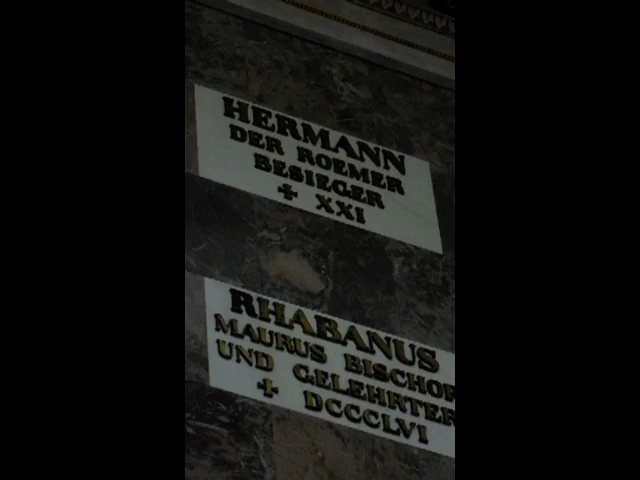 HERMANN
DER ROEMER
BESIEGER
+ XXI
RHABANUS
MAURUS BISCHOF
UND GELEHRTER
+ DCCCLVI